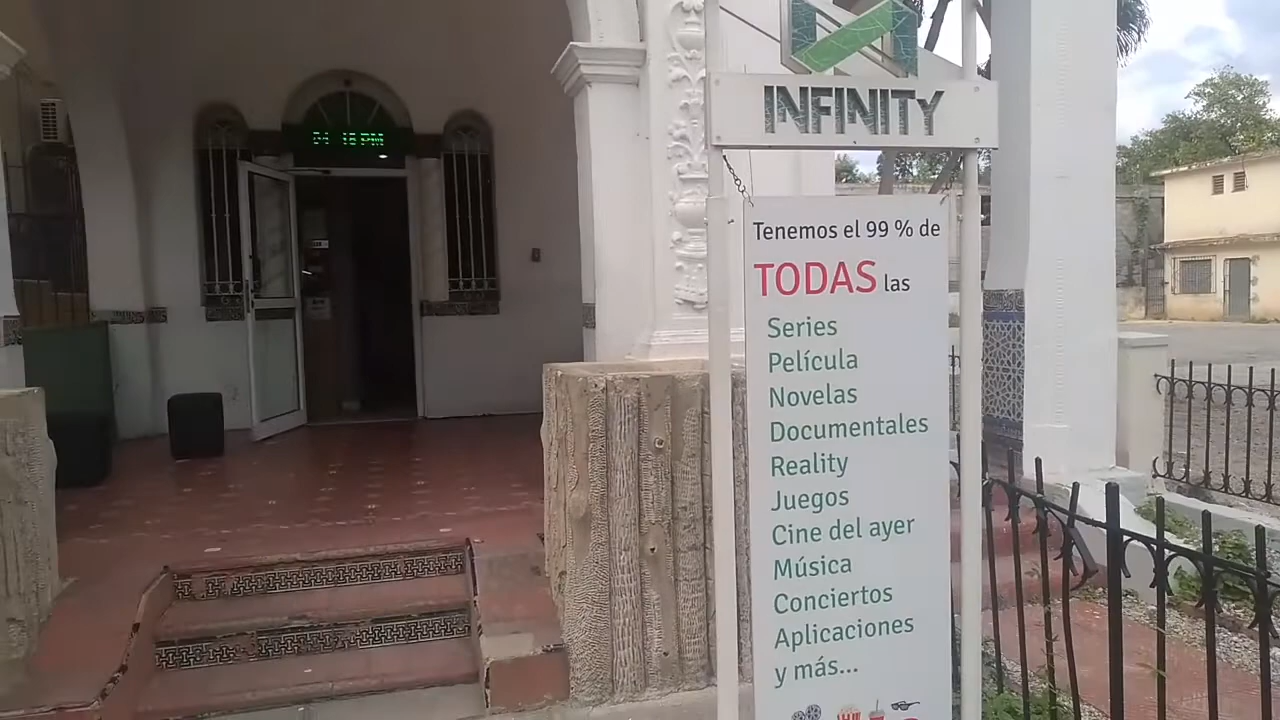 04 18 PM
INFINITY
Tenemos el 99 % de
TODAS las
Series
Película
Novelas
Documentales
Reality
Juegos
Cine del ayer
Música
Conciertos
Aplicaciones
y más...